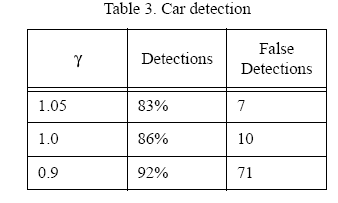 Table 3. Car detection
γ Detections False Detections
1.05 83% 7
1.0 86% 10
0.9 92% 71